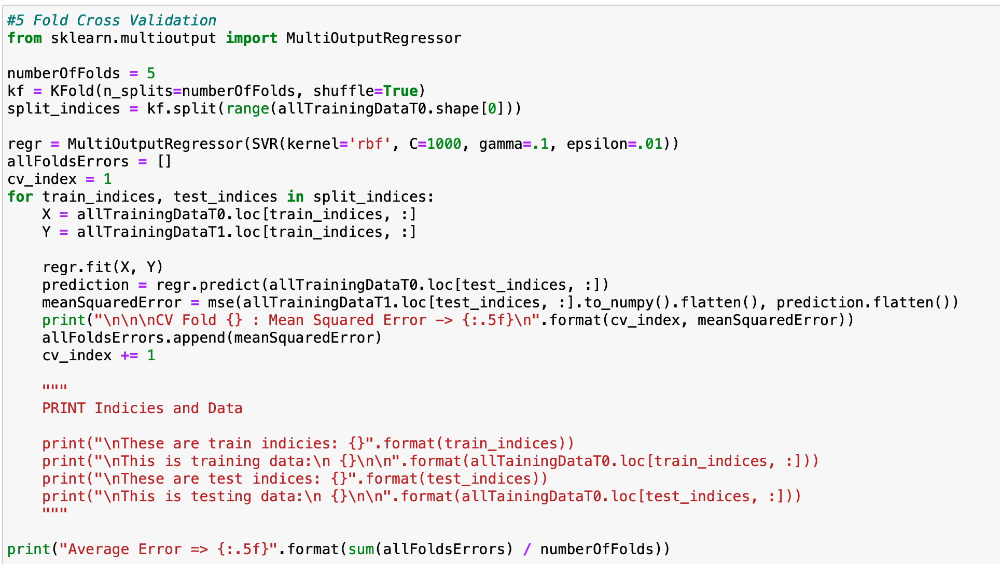 #5 Fold Cross Validation
from sklearn.multioutput import MultiOutputRegressor
numberOfFolds = 5
kf = KFold(n_splits=numberOfFolds, shuffle=True)
split_indices = kf.split(range(allTrainingDataT0.shape[0]))
regr = MultiOutputRegressor(SVR(kernel='rbf', C=1000, gamma=.1, epsilon=.01))
allFoldsErrors = []
cv_index = 1
for train_indices, test_indices in split_indices:
    X = allTrainingDataT0.loc[train_indices, :]
    Y = allTrainingDataT1.loc[train_indices, :]
    regr.fit(X, Y)
    prediction = regr.predict(allTrainingDataT0.loc[test_indices, :])
    meanSquaredError = mse(allTrainingDataT1.loc[test_indices, :].to_numpy().flatten(), prediction.flatten())
    print("\n\n\nCV Fold {} : Mean Squared Error –> {:.5f}\n".format(cv_index, meanSquaredError))
    allFoldsErrors.append(meanSquaredError)
    cv_index += 1
    """
    PRINT Indicies and Data
    print("\nThese are train indicies: {}".format(train_indices))
    print("\nThis is training data:\n {}\n\n".format(allTainingDataT0.loc[train_indices, :]))
    print("\nThese are test indices: {}".format(test_indices))
    print("\nThis is testing data:\n {}\n\n".format(allTainingDataT0.loc[test_indices, :]))
    """
print("Average Error => {:.5f}".format(sum(allFoldsErrors) / numberOfFolds))